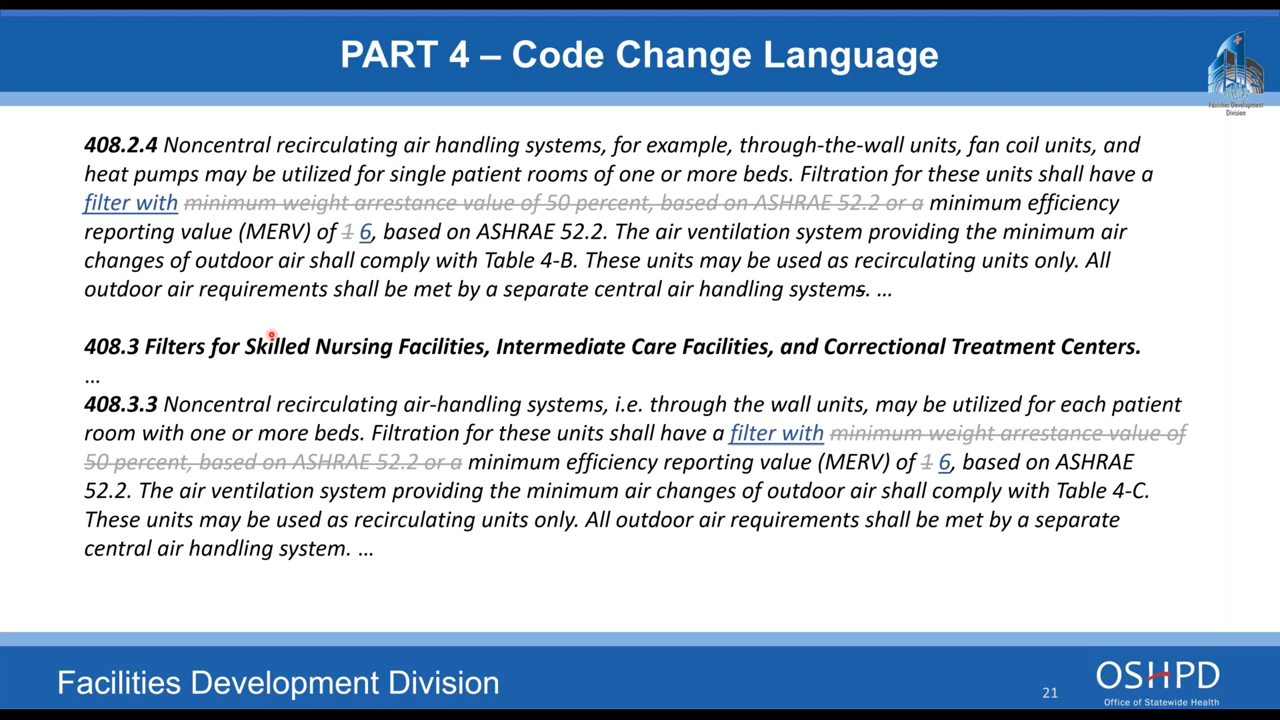 PART 4 – Code Change Language
Facilities Development
Division
408.2.4 Noncentral recirculating air handling systems, for example, through-the-wall units, fan coil units, and
heat pumps may be utilized for single patient rooms of one or more beds. Filtration for these units shall have a
filter with minimum weight arrestance value of 50 percent, based on ASHRAE 52.2 or a minimum efficiency
reporting value (MERV) of 1 6, based on ASHRAE 52.2. The air ventilation system providing the minimum air
changes of outdoor air shall comply with Table 4-B. These units may be used as recirculating units only. All
outdoor air requirements shall be met by a separate central air handling systems. …
408.3 Filters for Skilled Nursing Facilities, Intermediate Care Facilities, and Correctional Treatment Centers.
…
408.3.3 Noncentral recirculating air-handling systems, i.e. through the wall units, may be utilized for each patient
room with one or more beds. Filtration for these units shall have a filter with minimum weight arrestance value of
50 percent, based on ASHRAE 52.2 or a minimum efficiency reporting value (MERV) of 1 6, based on ASHRAE
52.2. The air ventilation system providing the minimum air changes of outdoor air shall comply with Table 4-C.
These units may be used as recirculating units only. All outdoor air requirements shall be met by a separate
central air handling system. …
Facilities Development Division
21
OSHPD
Office of Statewide Health